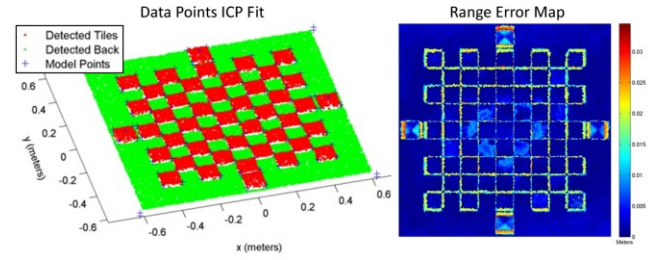 Data Points ICP Fit
Range Error Map
Detected Tiles
Detected Back
Model Points
0.6
0.4
0.2
0
-0.2
-0.4
-0.6
y (meters)
-0.6
-0.4
-0.2
0
0.2
0.4
0.6
x (meters)
0.03
0.025
0.02
0.015
0.01
0.005
0
Meters